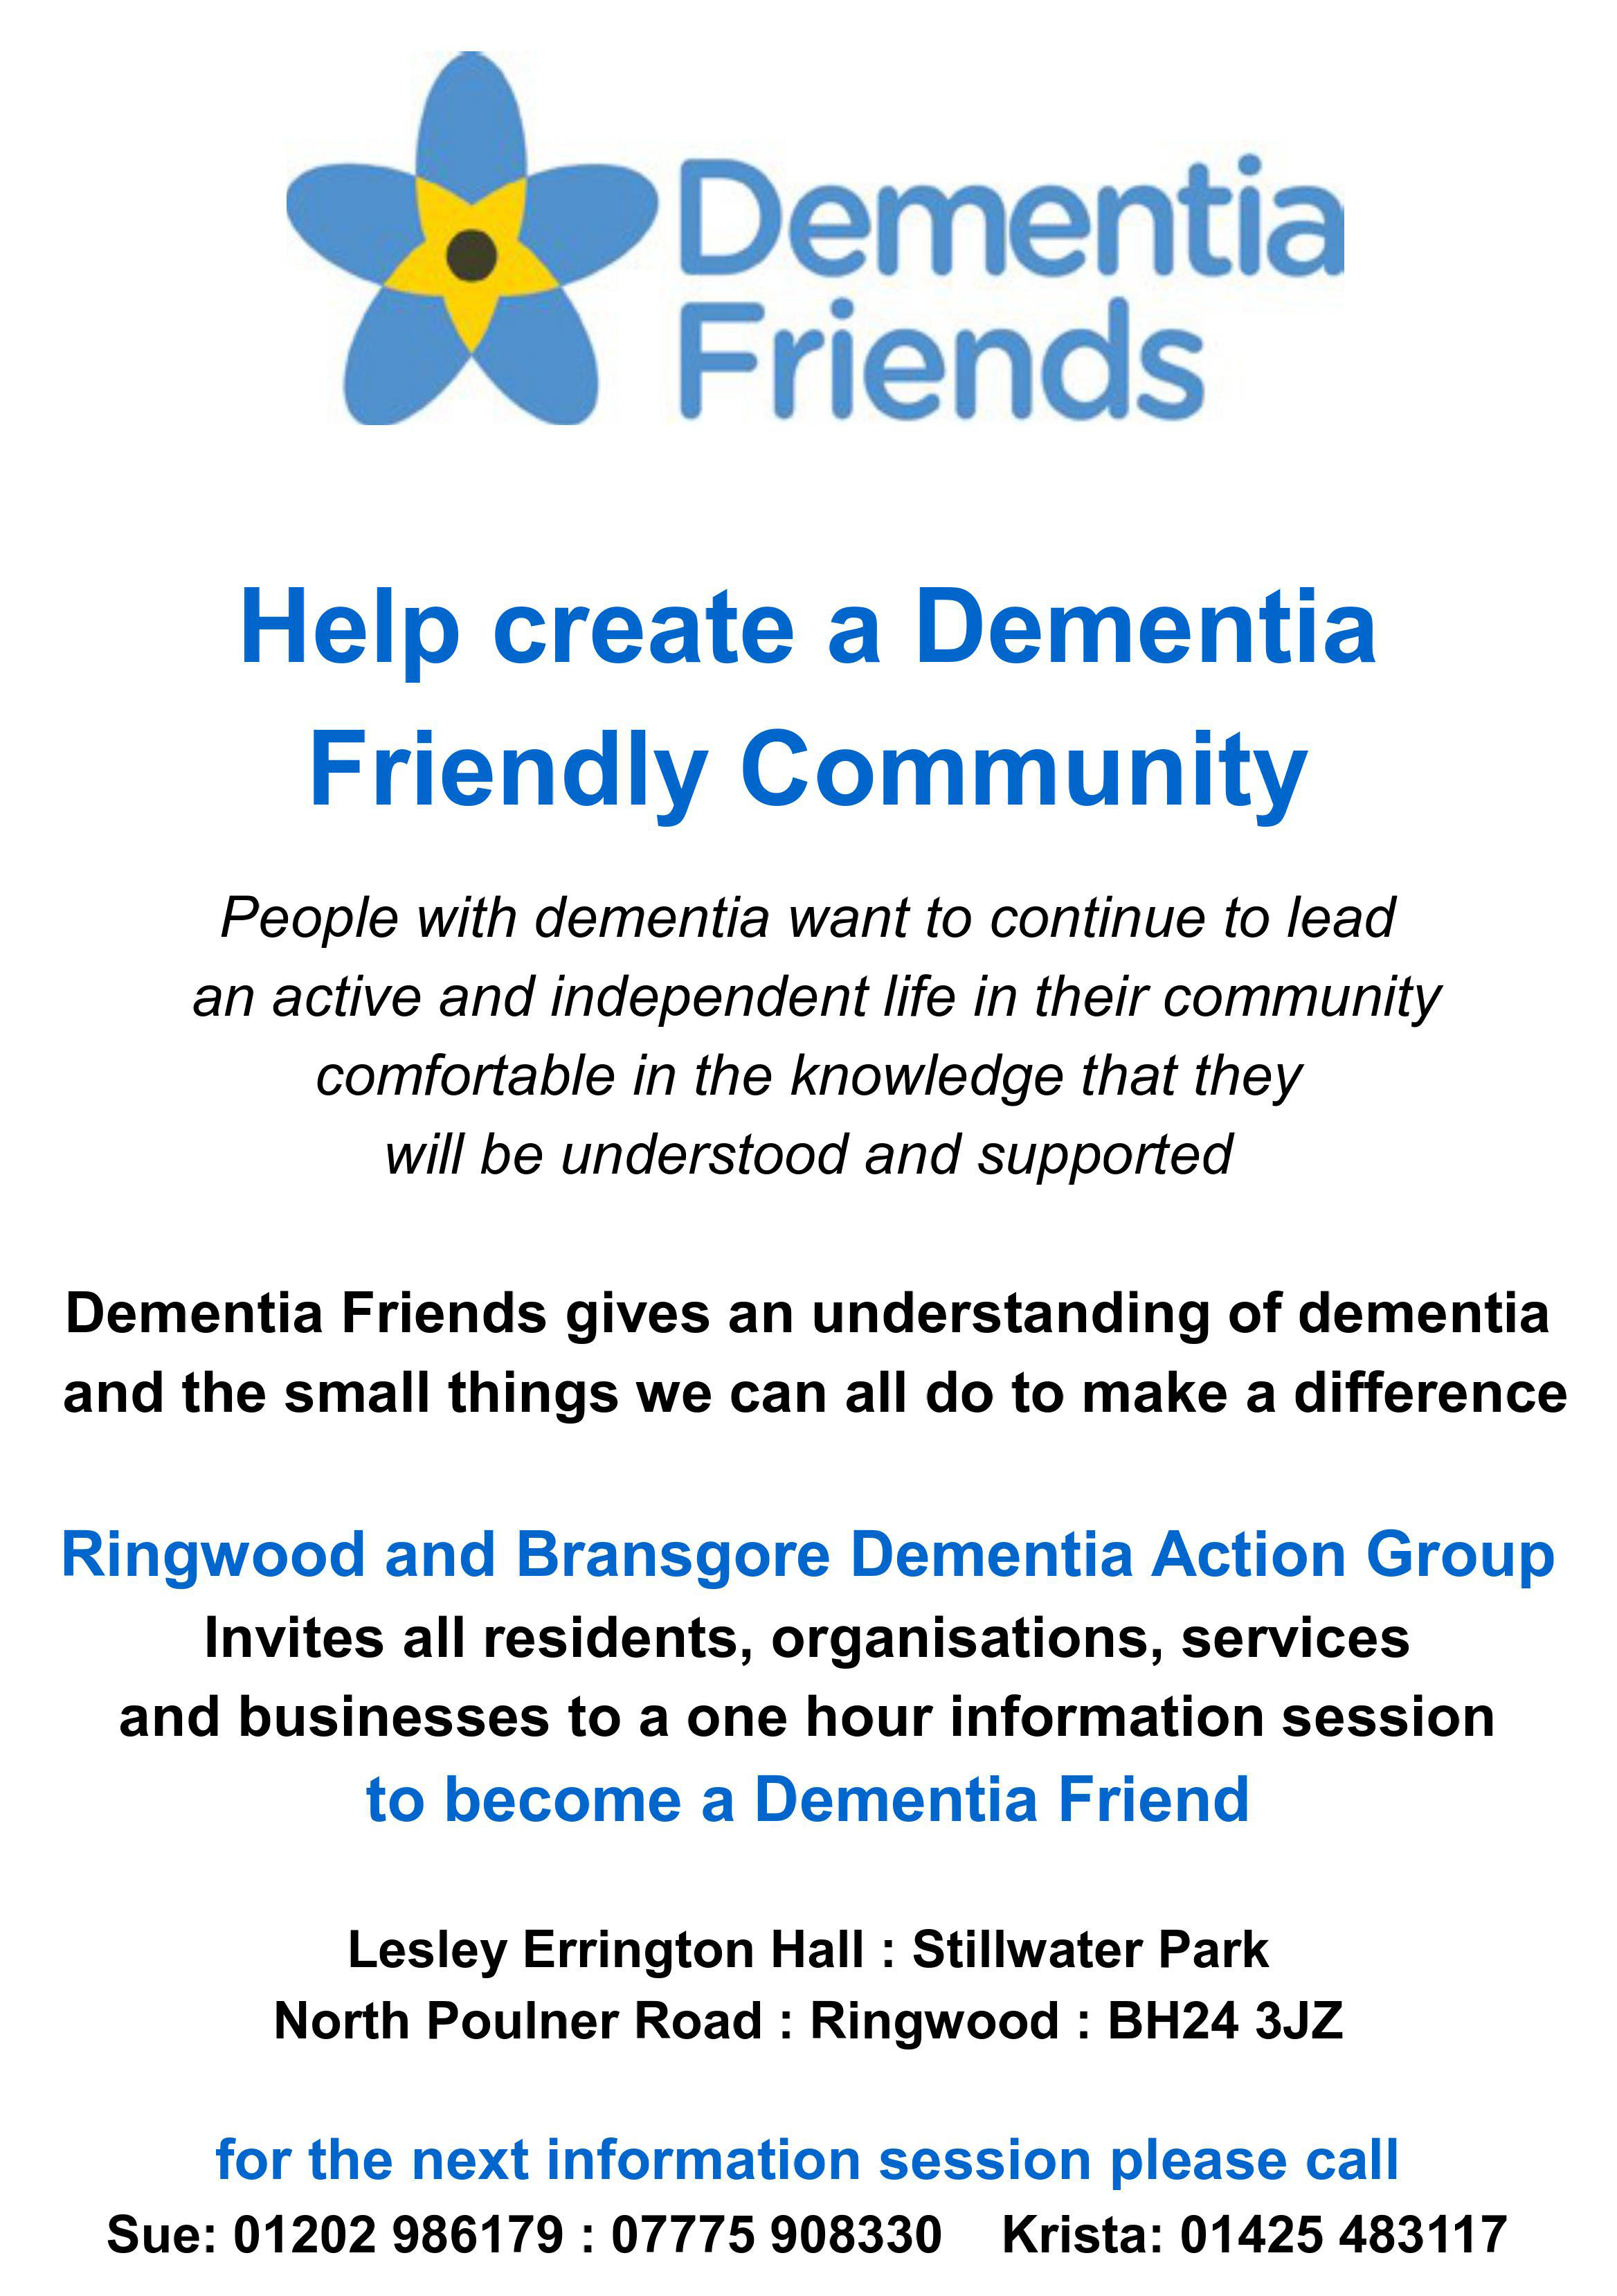 Dementia
Friends
Help create a Dementia
Friendly Community
People with dementia want to continue to lead
an active and independent life in their community
comfortable in the knowledge that they
will be understood and supported
Dementia Friends gives an understanding of dementia
and the small things we can all do to make a difference
Ringwood and Bransgore Dementia Action Group
Invites all residents, organisations, services
and businesses to a one hour information session
to become a Dementia Friend
Lesley Errington Hall : Stillwater Park
North Poulner Road : Ringwood : BH24 3JZ
for the next information session please call
Sue: 01202 986179 : 07775 908330 Krista: 01425 483117